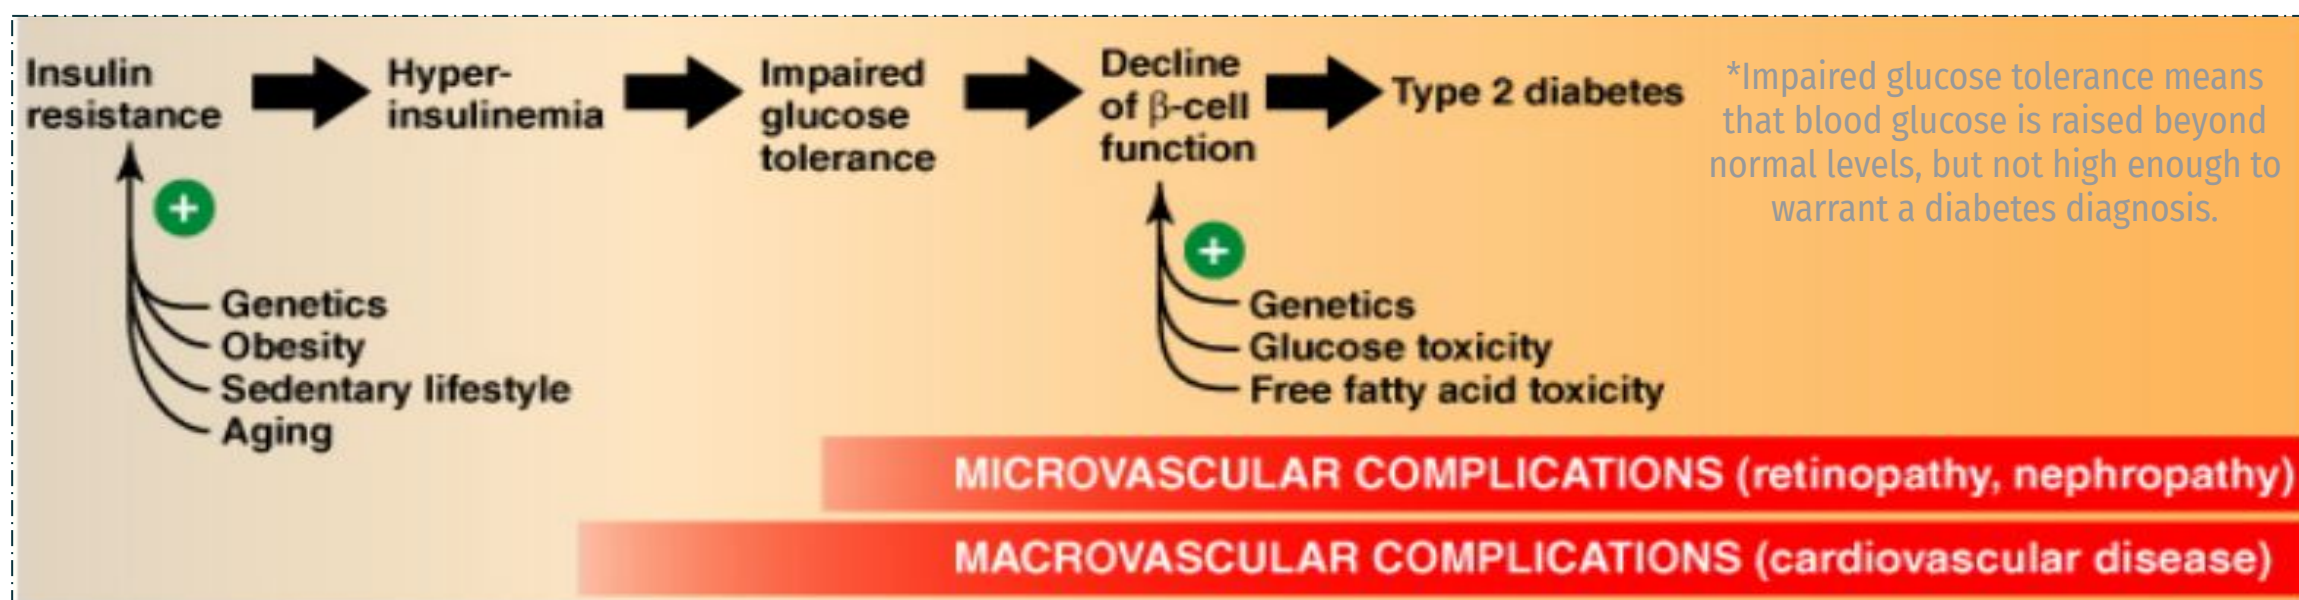 Insulin
resistance
Hyper-
insulinemia
Impaired
glucose
tolerance
Decline
of β-cell
function
Type 2 diabetes
*Impaired glucose tolerance means
that blood glucose is raised beyond
normal levels, but not high enough to
warrant a diabetes diagnosis.
+
Genetics
Obesity
Sedentary lifestyle
Aging
+
Genetics
Glucose toxicity
Free fatty acid toxicity
MICROVASCULAR COMPLICATIONS (retinopathy, nephropathy)
MACROVASCULAR COMPLICATIONS (cardiovascular disease)